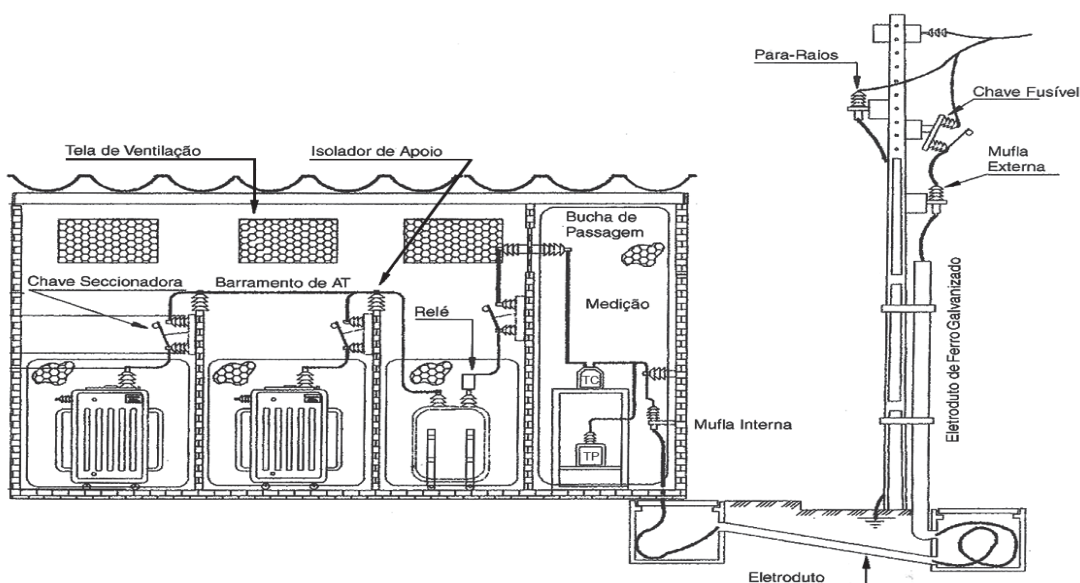 Para-Raios
Chave Fusível
Mufla
Externa
Tela de Ventilação
Isolador de Apoio
Bucha de
Passagem
Chave Seccionadora
Barramento de AT
Relé
Medição
TC
TP
Mufla Interna
Eletroduto de Ferro Galvanizado
Eletroduto